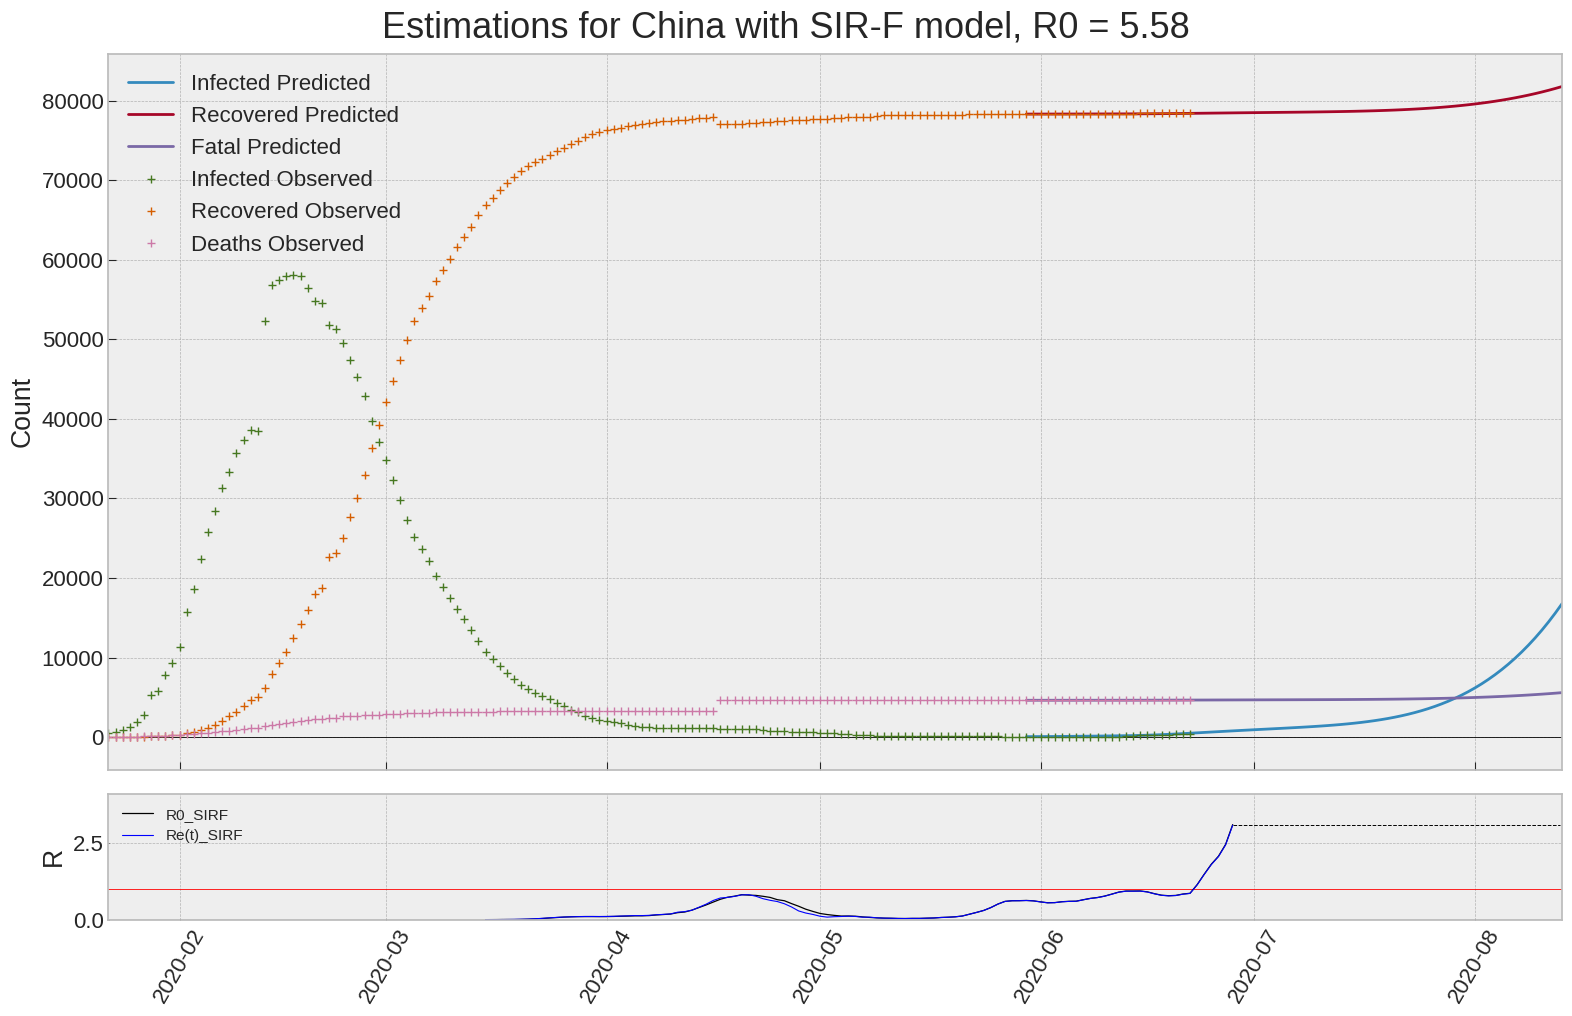 Estimations for China with SIR-F model, R0 = 5.58
Infected Predicted
Recovered Predicted
Fatal Predicted
Infected Observed
Recovered Observed
Deaths Observed
80000
70000
60000
50000
40000
30000
20000
10000
0
Count
R0_SIRF
Re(t)_SIRF
2.5
0.0
R
2020-02
2020-03
2020-04
2020-05
2020-06
2020-07
2020-08